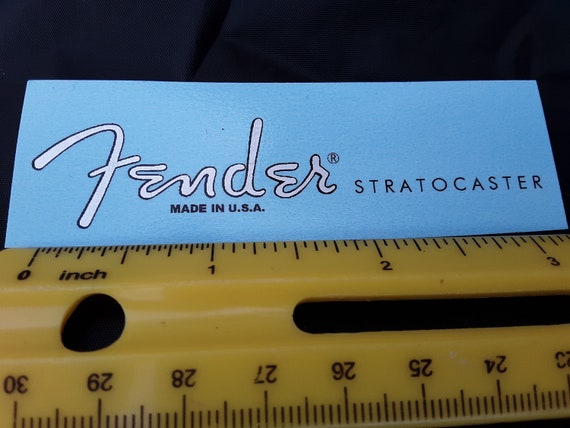 Fender® STRATOCASTER
MADE IN U.S.A.
0 inch 1 2 3
30 29 28 27 26 25 24 23